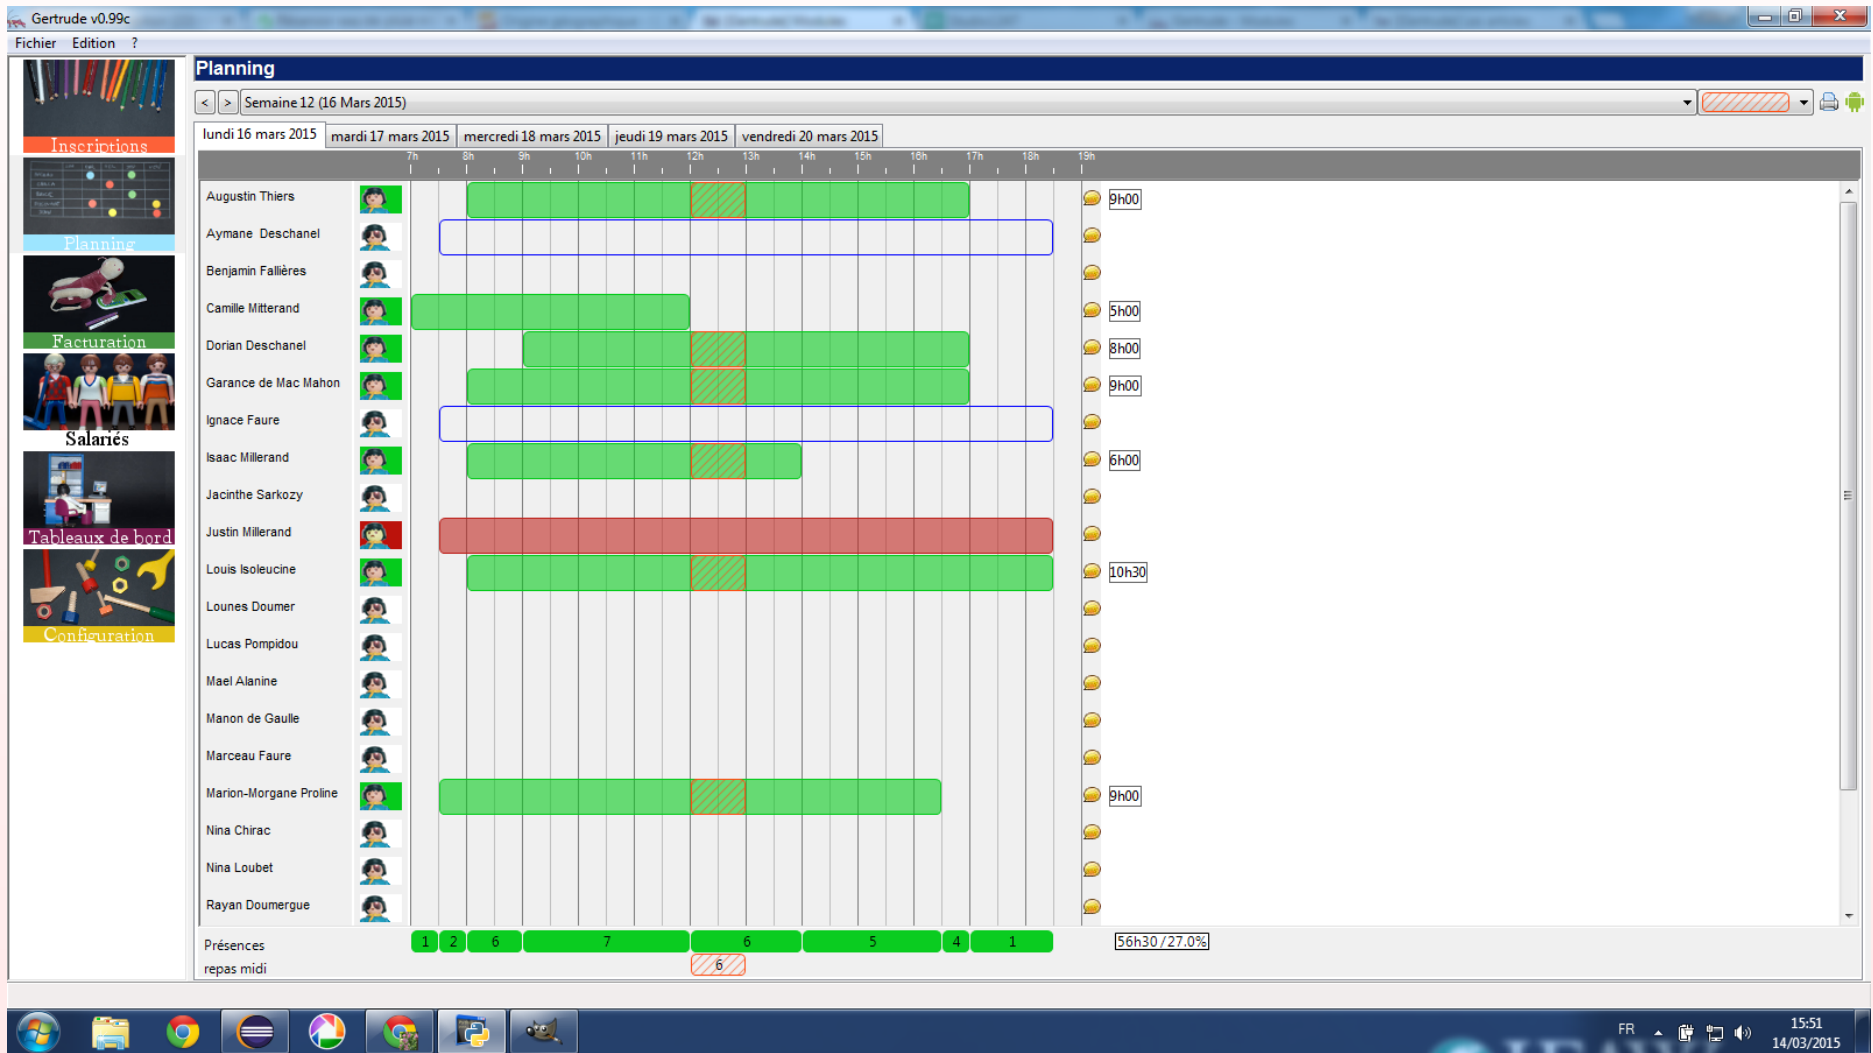 Gertrude v0.99c
Fichier Edition ?
Planning
< > Semaine 12 (16 Mars 2015)
lundi 16 mars 2015 mardi 17 mars 2015 mercredi 18 mars 2015 jeudi 19 mars 2015 vendredi 20 mars 2015
7h 8h 9h 10h 11h 12h 13h 14h 15h 16h 17h 18h 19h
Inscriptions
Planning
Facturation
Salariés
Tableaux de bord
Configuration
Augustin Thiers 9h00
Aymane Deschanel
Benjamin Fallières
Camille Mitterand 5h00
Dorian Deschanel 8h00
Garance de Mac Mahon 9h00
Ignace Faure
Isaac Millerand 6h00
Jacinthe Sarkozy
Justin Millerand
Louis Isoleucine 10h30
Lounes Doumer
Lucas Pompidou
Mael Alanine
Manon de Gaulle
Marceau Faure
Marion-Morgane Proline 9h00
Nina Chirac
Nina Loubet
Rayan Doumergue
Présences 1 2 6 7 6 5 4 1 56h30 / 27.0%
repas midi 6
FR 15:51
14/03/2015